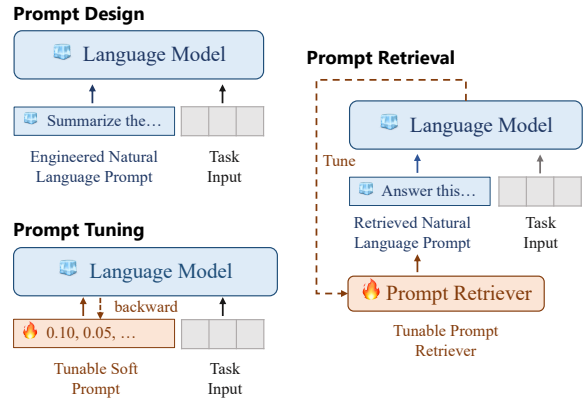 Prompt Design
Language Model
Summarize the…
Engineered Natural
Language Prompt
Task
Input
Prompt Tuning
Language Model
backward
0.10, 0.05, …
Tunable Soft
Prompt
Task
Input
Prompt Retrieval
Language Model
Tune
Answer this…
Retrieved Natural
Language Prompt
Task
Input
Prompt Retriever
Tunable Prompt
Retriever